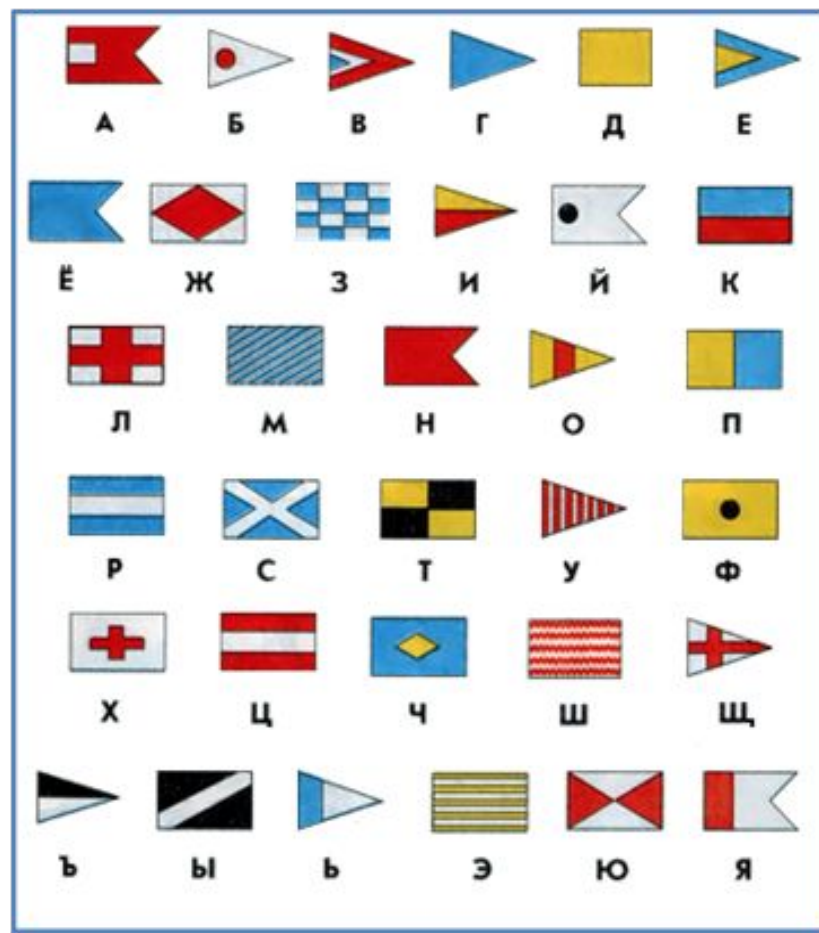 А Б В Г Д Е
Ё Ж З И Й К
Л М Н О П
Р С Т У Ф
Х Ц Ч Ш Щ
Ъ Ы Ь Э Ю Я